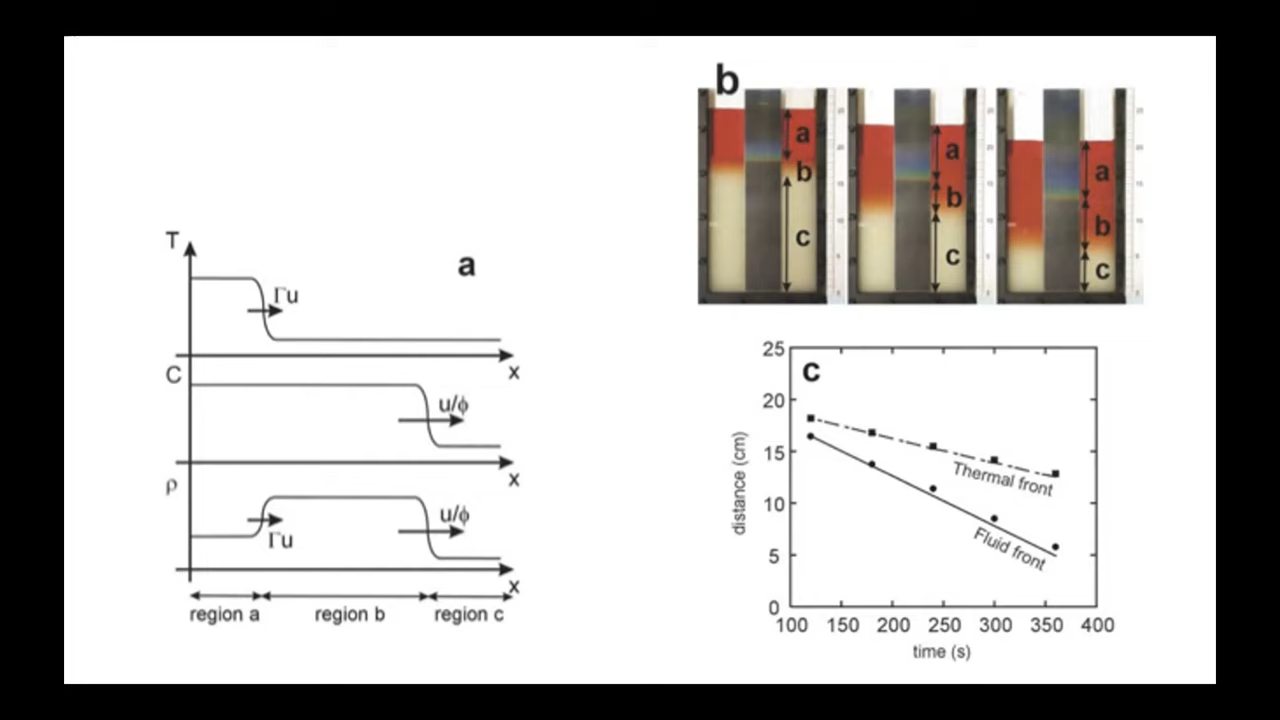 T
a
Γu
x
C
u/ϕ
x
ρ
u/ϕ
Γu
x
region a
region b
region c
b
a
b
c
a
b
c
a
b
c
c
25
20
15
10
5
0
distance (cm)
Thermal front
Fluid front
100 150 200 250 300 350 400
time (s)